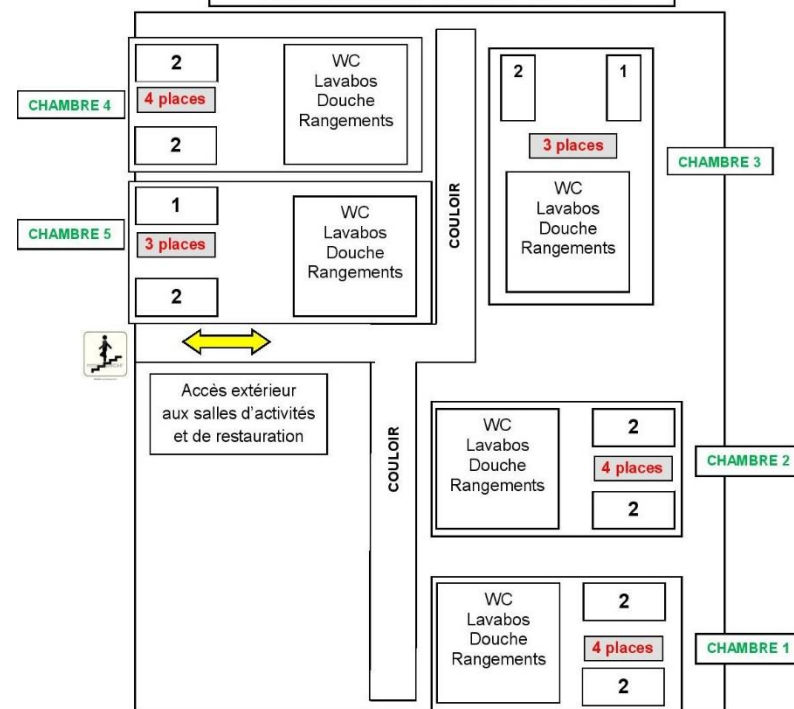 2
4 places
2
WC
Lavabos
Douche
Rangements
CHAMBRE 4
2
1
3 places
WC
Lavabos
Douche
Rangements
CHAMBRE 3
COULOIR
1
3 places
2
WC
Lavabos
Douche
Rangements
CHAMBRE 5
Accès extérieur
aux salles d'activités
et de restauration
COULOIR
WC
Lavabos
Douche
Rangements
2
4 places
2
CHAMBRE 2
WC
Lavabos
Douche
Rangements
2
4 places
2
CHAMBRE 1